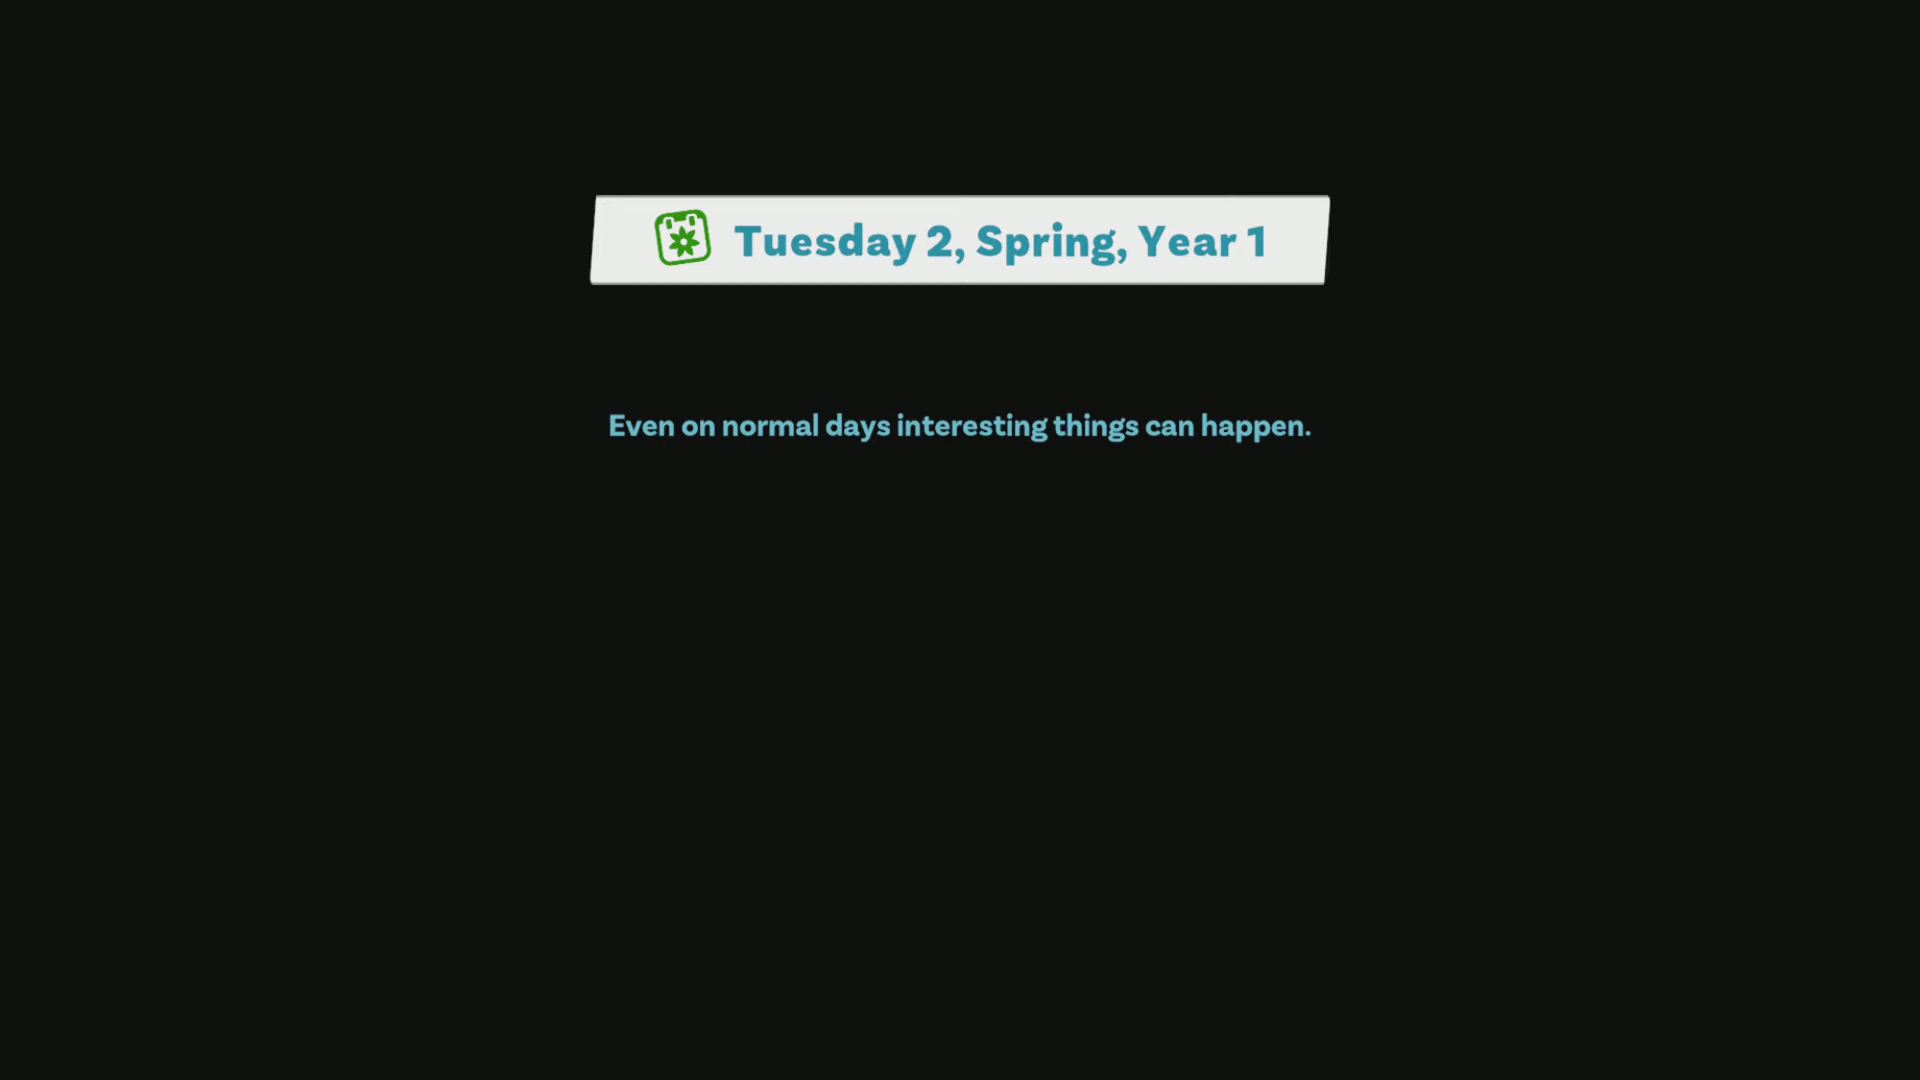 Tuesday 2, Spring, Year 1
Even on normal days interesting things can happen.